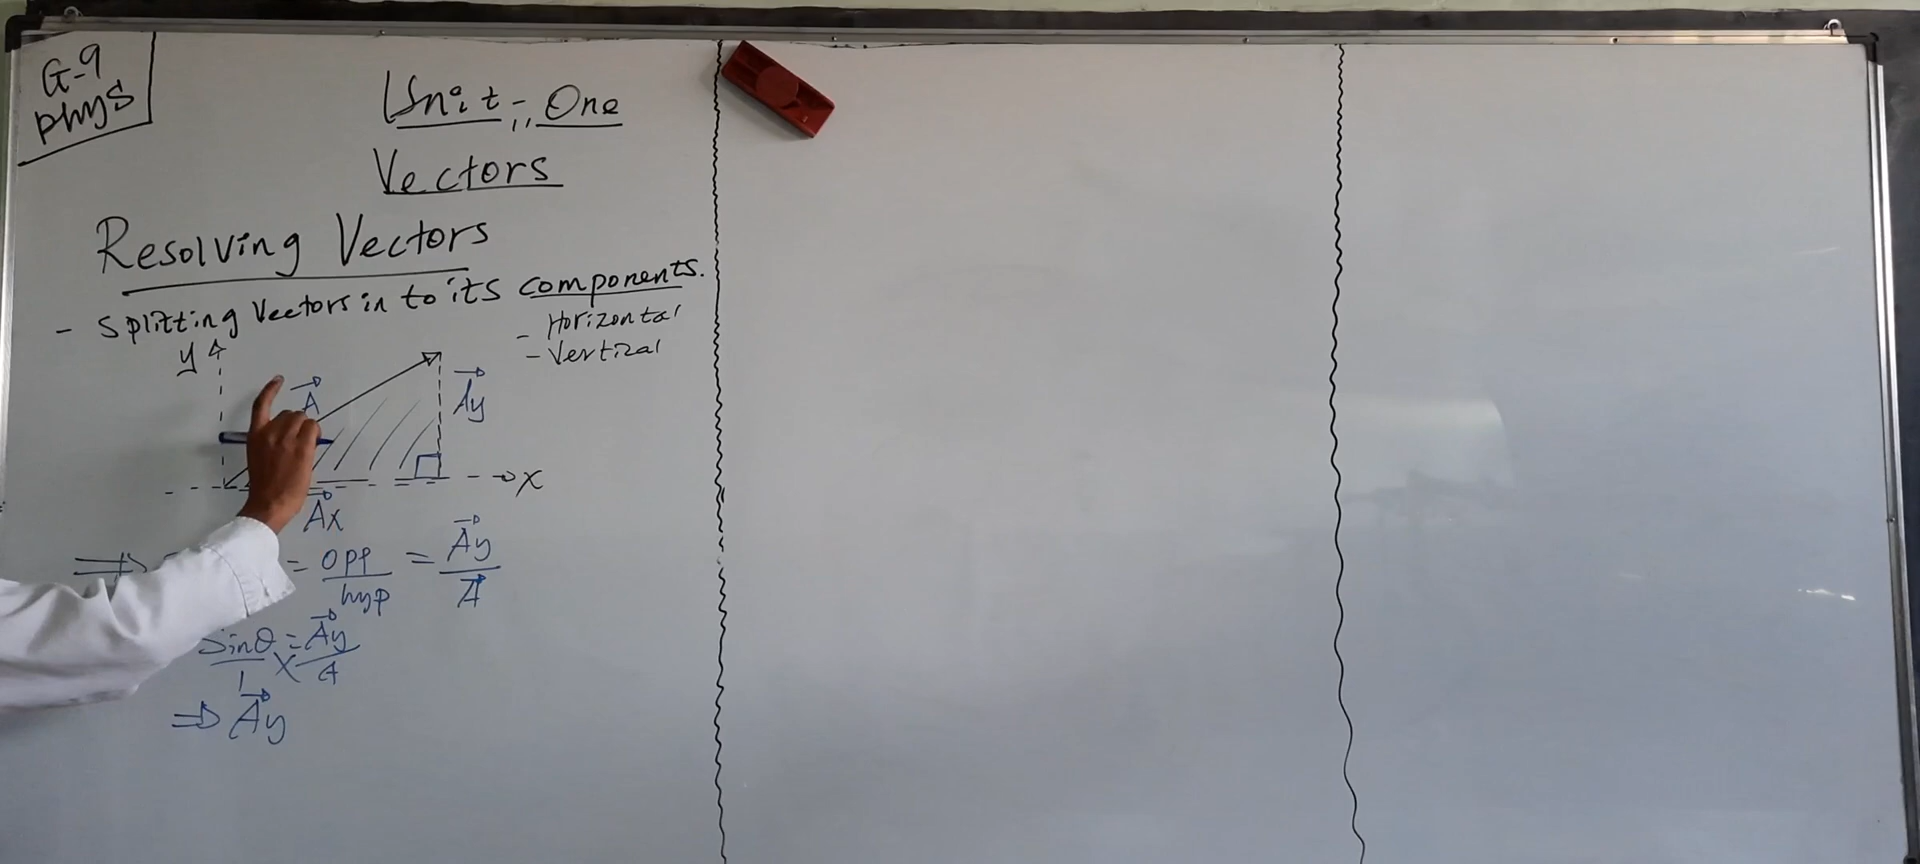 G-9
Phys
Unit:- One
Vectors
Resolving Vectors
- Splitting Vectors in to its components.
- Horizontal
- Vertical
y
A
Ay
x
Ax
= opp/hyp = Ay/A
Sinθ/1 = Ay/A
X
⇒ Ay